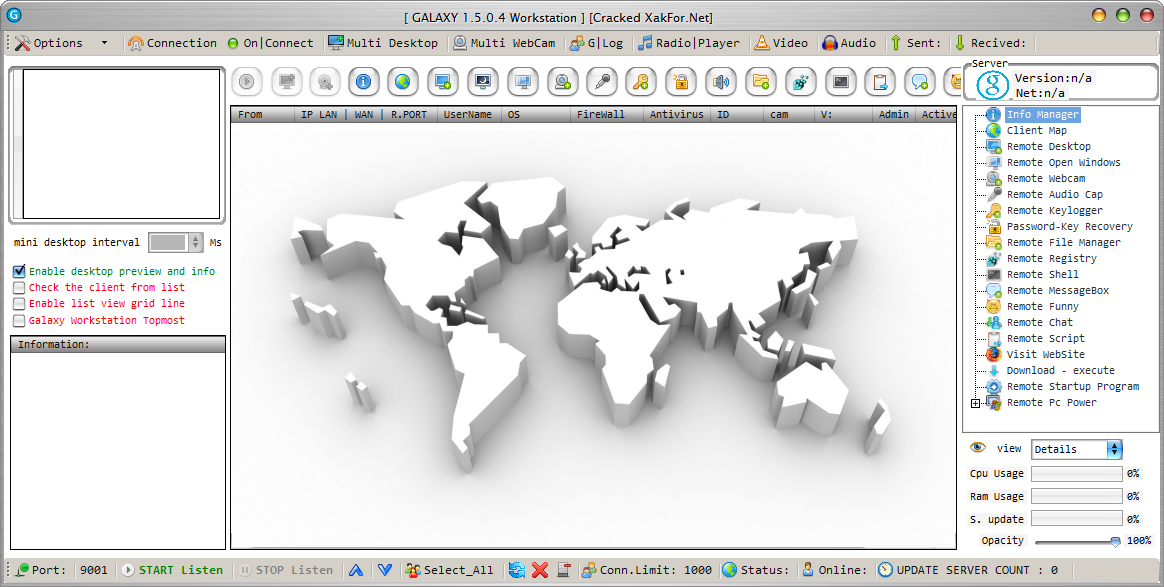 G
[ GALAXY 1.5.0.4 Workstation ] [Cracked XakFor.Net]
Options Connection On|Connect Multi Desktop Multi WebCam G|Log Radio|Player Video Audio Sent: Recived:
Server
g
Version:n/a
Net:n/a
From IP LAN | WAN | R.PORT UserName OS FireWall Antivirus ID cam V: Admin Active
mini desktop interval Ms
Enable desktop preview and info
Check the client from list
Enable list view grid line
Galaxy Workstation Topmost
Information:
Info Manager
Client Map
Remote Desktop
Remote Open Windows
Remote Webcam
Remote Audio Cap
Remote Keylogger
Password-Key Recovery
Remote File Manager
Remote Registry
Remote Shell
Remote MessageBox
Remote Funny
Remote Chat
Remote Script
Visit WebSite
Download - execute
Remote Startup Program
Remote Pc Power
view Details
Cpu Usage 0%
Ram Usage 0%
S. update 0%
Opacity 100%
Port: 9001 START Listen STOP Listen Select_All Conn.Limit: 1000 Status: Online: UPDATE SERVER COUNT : 0